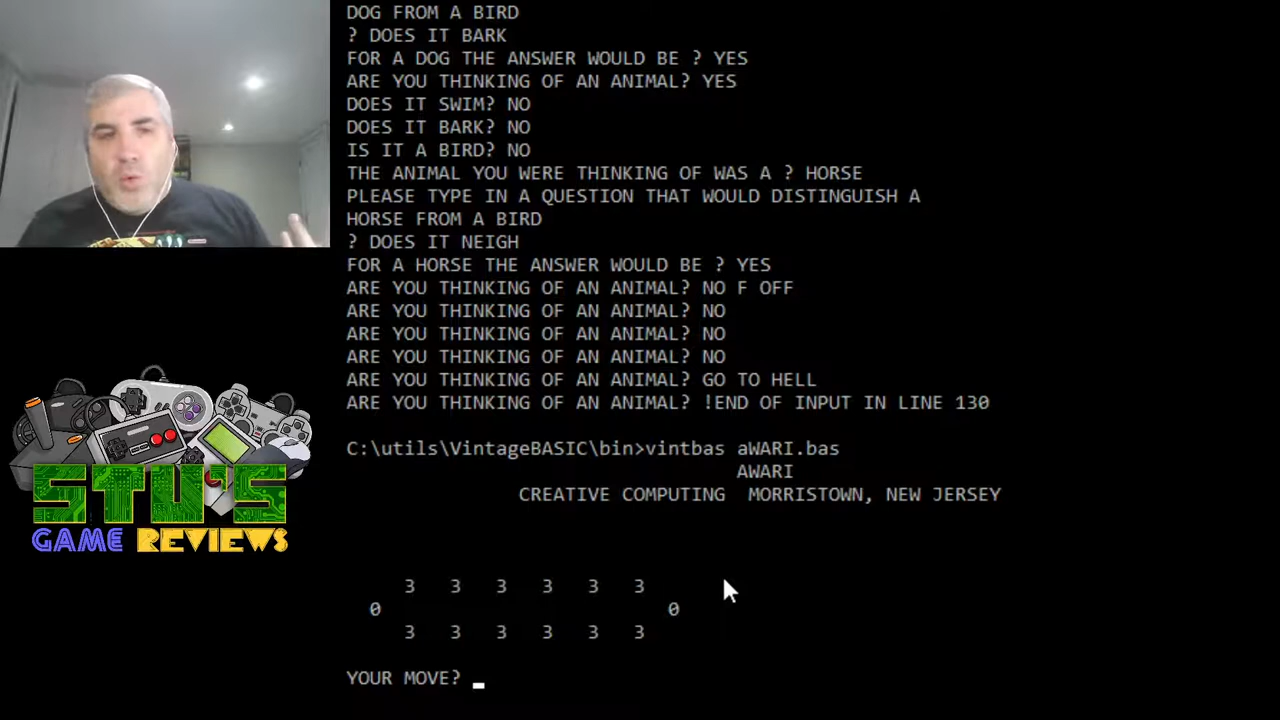 DOG FROM A BIRD
? DOES IT BARK
FOR A DOG THE ANSWER WOULD BE ? YES
ARE YOU THINKING OF AN ANIMAL? YES
DOES IT SWIM? NO
DOES IT BARK? NO
IS IT A BIRD? NO
THE ANIMAL YOU WERE THINKING OF WAS A ? HORSE
PLEASE TYPE IN A QUESTION THAT WOULD DISTINGUISH A
HORSE FROM A BIRD
? DOES IT NEIGH
FOR A HORSE THE ANSWER WOULD BE ? YES
ARE YOU THINKING OF AN ANIMAL? NO F OFF
ARE YOU THINKING OF AN ANIMAL? NO
ARE YOU THINKING OF AN ANIMAL? NO
ARE YOU THINKING OF AN ANIMAL? NO
ARE YOU THINKING OF AN ANIMAL? GO TO HELL
ARE YOU THINKING OF AN ANIMAL? !END OF INPUT IN LINE 130
C:\utils\VintageBASIC\bin>vintbas aWARI.bas
AWARI
CREATIVE COMPUTING MORRISTOWN, NEW JERSEY
3 3 3 3 3 3
0 0
3 3 3 3 3 3
YOUR MOVE? _
STU'S
GAME REVIEWS